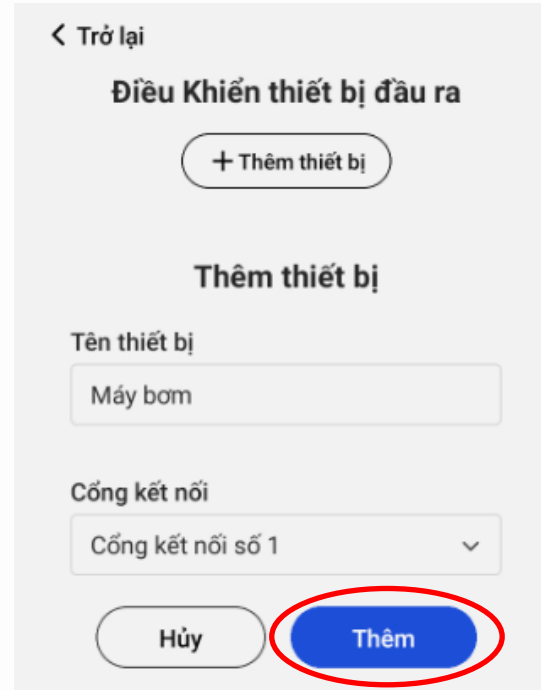 Trở lại
Điều Khiển thiết bị đầu ra
+ Thêm thiết bị
Thêm thiết bị
Tên thiết bị
Máy bơm
Cổng kết nối
Cổng kết nối số 1
Hủy Thêm